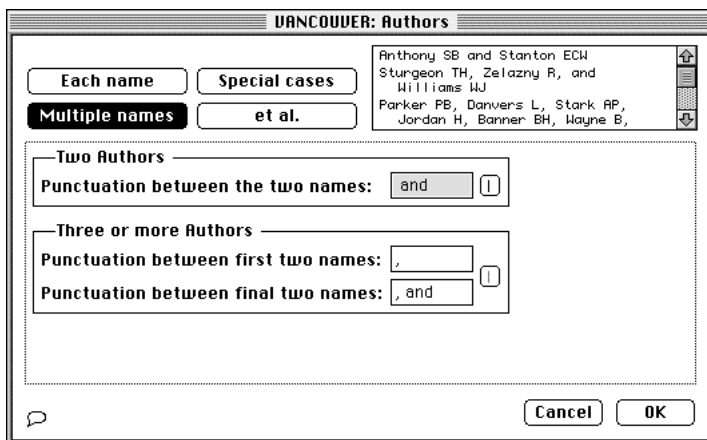 VANCOUVER: Authors
Each name
Special cases
Multiple names
et al.
Anthony SB and Stanton ECW
Sturgeon TH, Zelazny R, and
Williams WJ
Parker PB, Danvers L, Stark AP,
Jordan H, Banner BH, Wayne B,
Two Authors
Punctuation between the two names: and
Three or more Authors
Punctuation between first two names: ,
Punctuation between final two names: , and
Cancel
OK